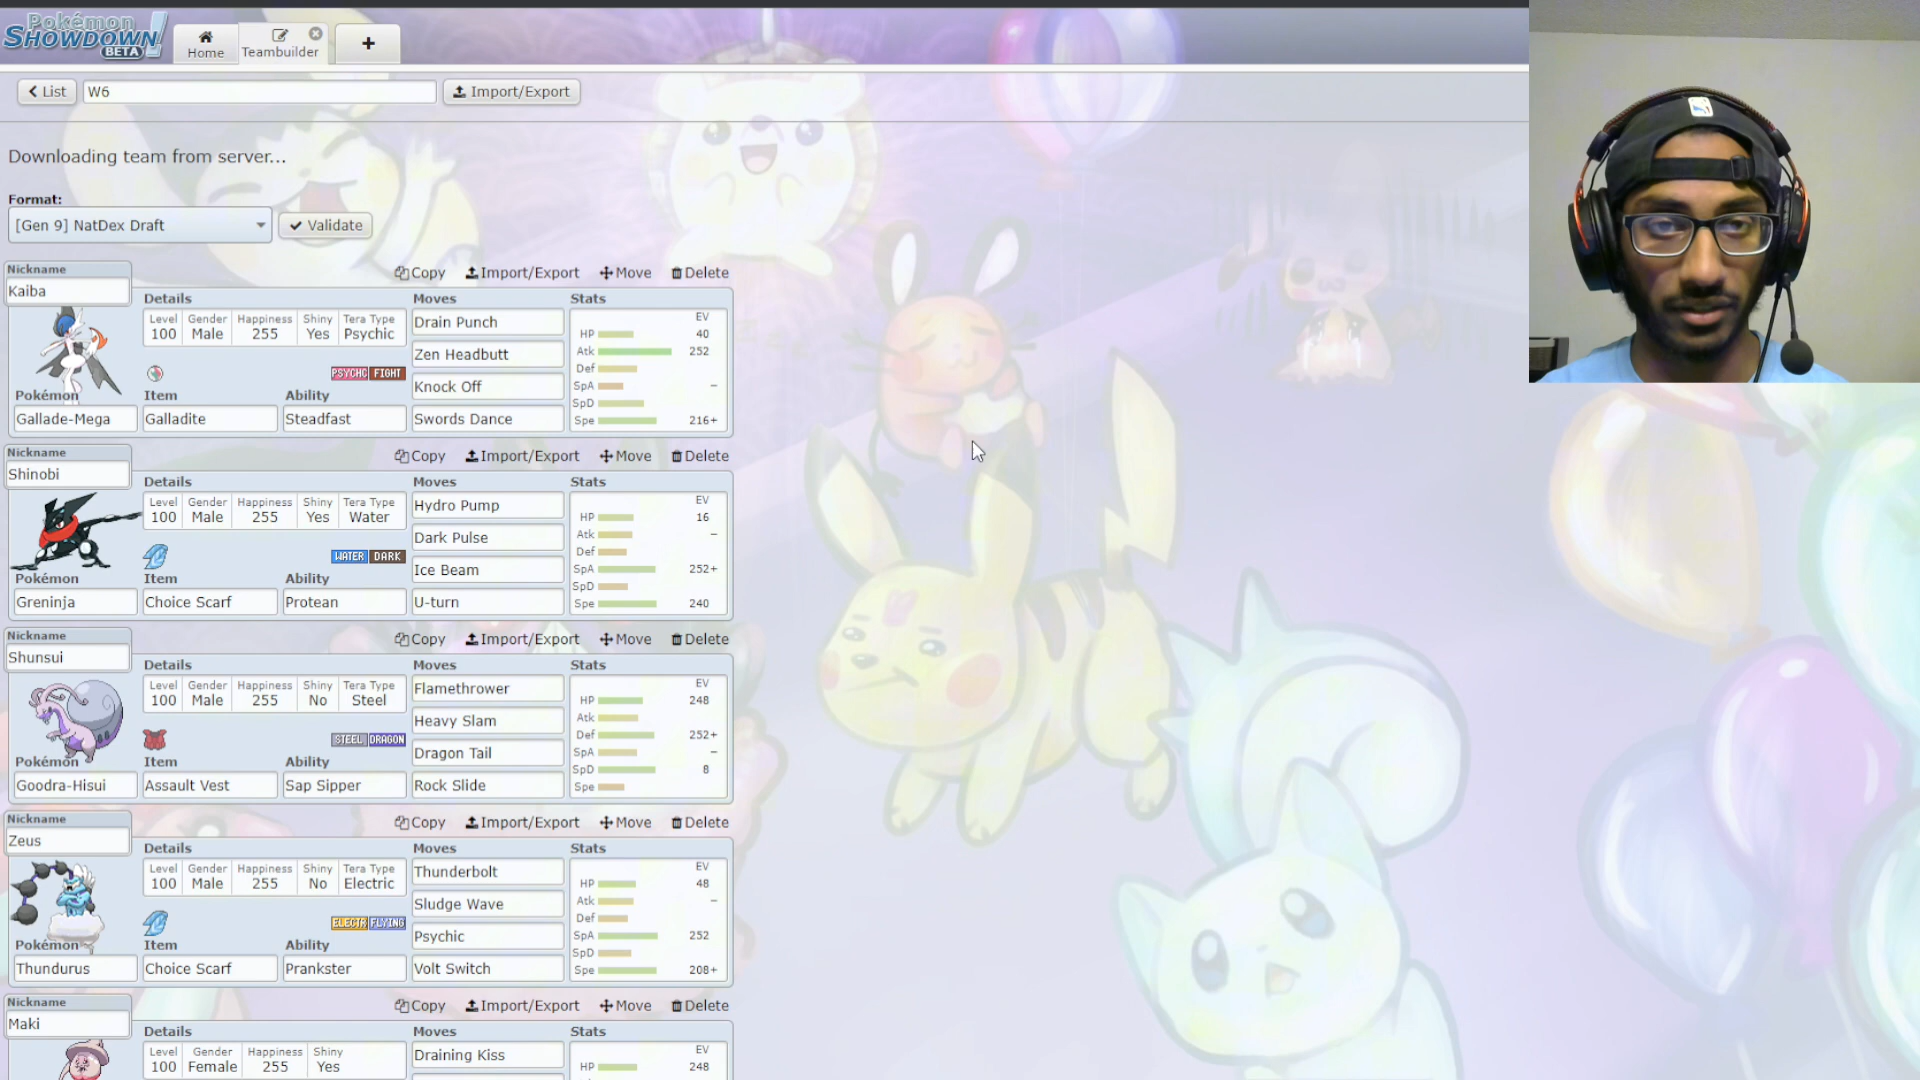 Pokémon
SHOWDOWN!
BETA
Home
Teambuilder
+
List
W6
Import/Export
Downloading team from server...
Format:
[Gen 9] NatDex Draft
Validate
Nickname
Kaiba
Copy Import/Export Move Delete
Details Moves Stats
Level Gender Happiness Shiny Tera Type
100 Male 255 Yes Psychic
PSYCHC FIGHT
Pokémon Item Ability
Gallade-Mega Galladite Steadfast
Drain Punch
Zen Headbutt
Knock Off
Swords Dance
EV
HP 40
Atk 252
Def
SpA –
SpD
Spe 216+
Nickname
Shinobi
Copy Import/Export Move Delete
Details Moves Stats
Level Gender Happiness Shiny Tera Type
100 Male 255 Yes Water
WATER DARK
Pokémon Item Ability
Greninja Choice Scarf Protean
Hydro Pump
Dark Pulse
Ice Beam
U-turn
EV
HP 16
Atk –
Def
SpA 252+
SpD
Spe 240
Nickname
Shunsui
Copy Import/Export Move Delete
Details Moves Stats
Level Gender Happiness Shiny Tera Type
100 Male 255 No Steel
STEEL DRAGON
Pokémon Item Ability
Goodra-Hisui Assault Vest Sap Sipper
Flamethrower
Heavy Slam
Dragon Tail
Rock Slide
EV
HP 248
Atk
Def 252+
SpA –
SpD 8
Spe
Nickname
Zeus
Copy Import/Export Move Delete
Details Moves Stats
Level Gender Happiness Shiny Tera Type
100 Male 255 No Electric
ELECTR FLYING
Pokémon Item Ability
Thundurus Choice Scarf Prankster
Thunderbolt
Sludge Wave
Psychic
Volt Switch
EV
HP 48
Atk –
Def
SpA 252
SpD
Spe 208+
Nickname
Maki
Copy Import/Export Move Delete
Details Moves Stats
Level Gender Happiness Shiny
100 Female 255 Yes
Draining Kiss
EV
HP 248